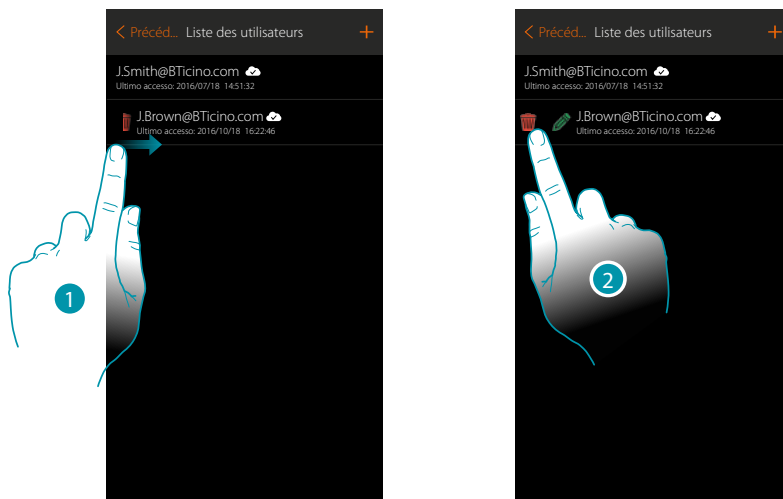 Précéd... Liste des utilisateurs +
J.Smith@BTicino.com
Ultimo accesso: 2016/07/18 14:51:32
J.Brown@BTicino.com
Ultimo accesso: 2016/10/18 16:22:46
1
Précéd... Liste des utilisateurs +
J.Smith@BTicino.com
Ultimo accesso: 2016/07/18 14:51:32
J.Brown@BTicino.com
Ultimo accesso: 2016/10/18 16:22:46
2